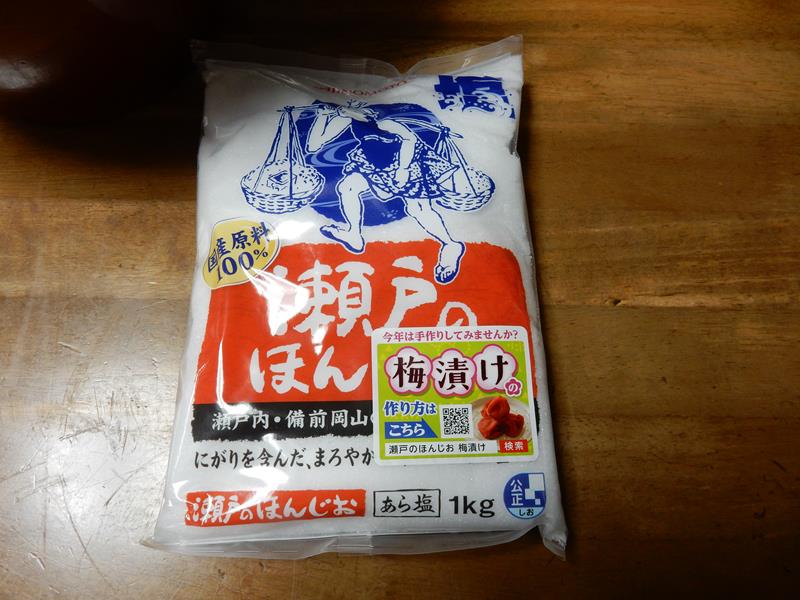 AJINOMOTO
塩
国産原料
100%
瀬戸の
ほん
瀬戸内・備前岡山の
にがりを含んだ、まろやか
今年は手作りしてみませんか?
梅漬けの
作り方は
こちら
瀬戸のほんじお 梅漬け 検索
瀬戸のほんじお あら塩 1kg
公正
しお